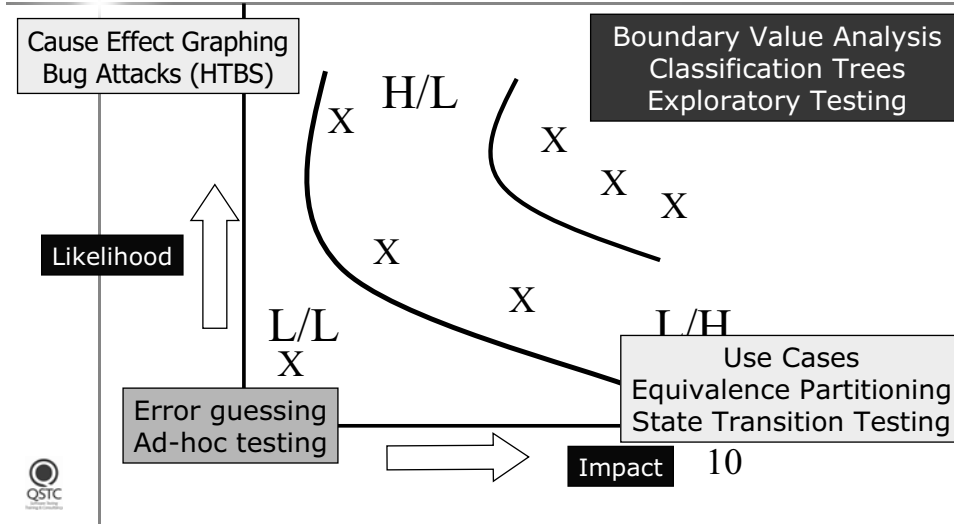 Cause Effect Graphing
Bug Attacks (HTBS)
Boundary Value Analysis
Classification Trees
Exploratory Testing
H/L
X
X
X
X
Likelihood
X
X
L/L
L/H
X
Use Cases
Equivalence Partitioning
State Transition Testing
Error guessing
Ad-hoc testing
Impact
10
QSTC